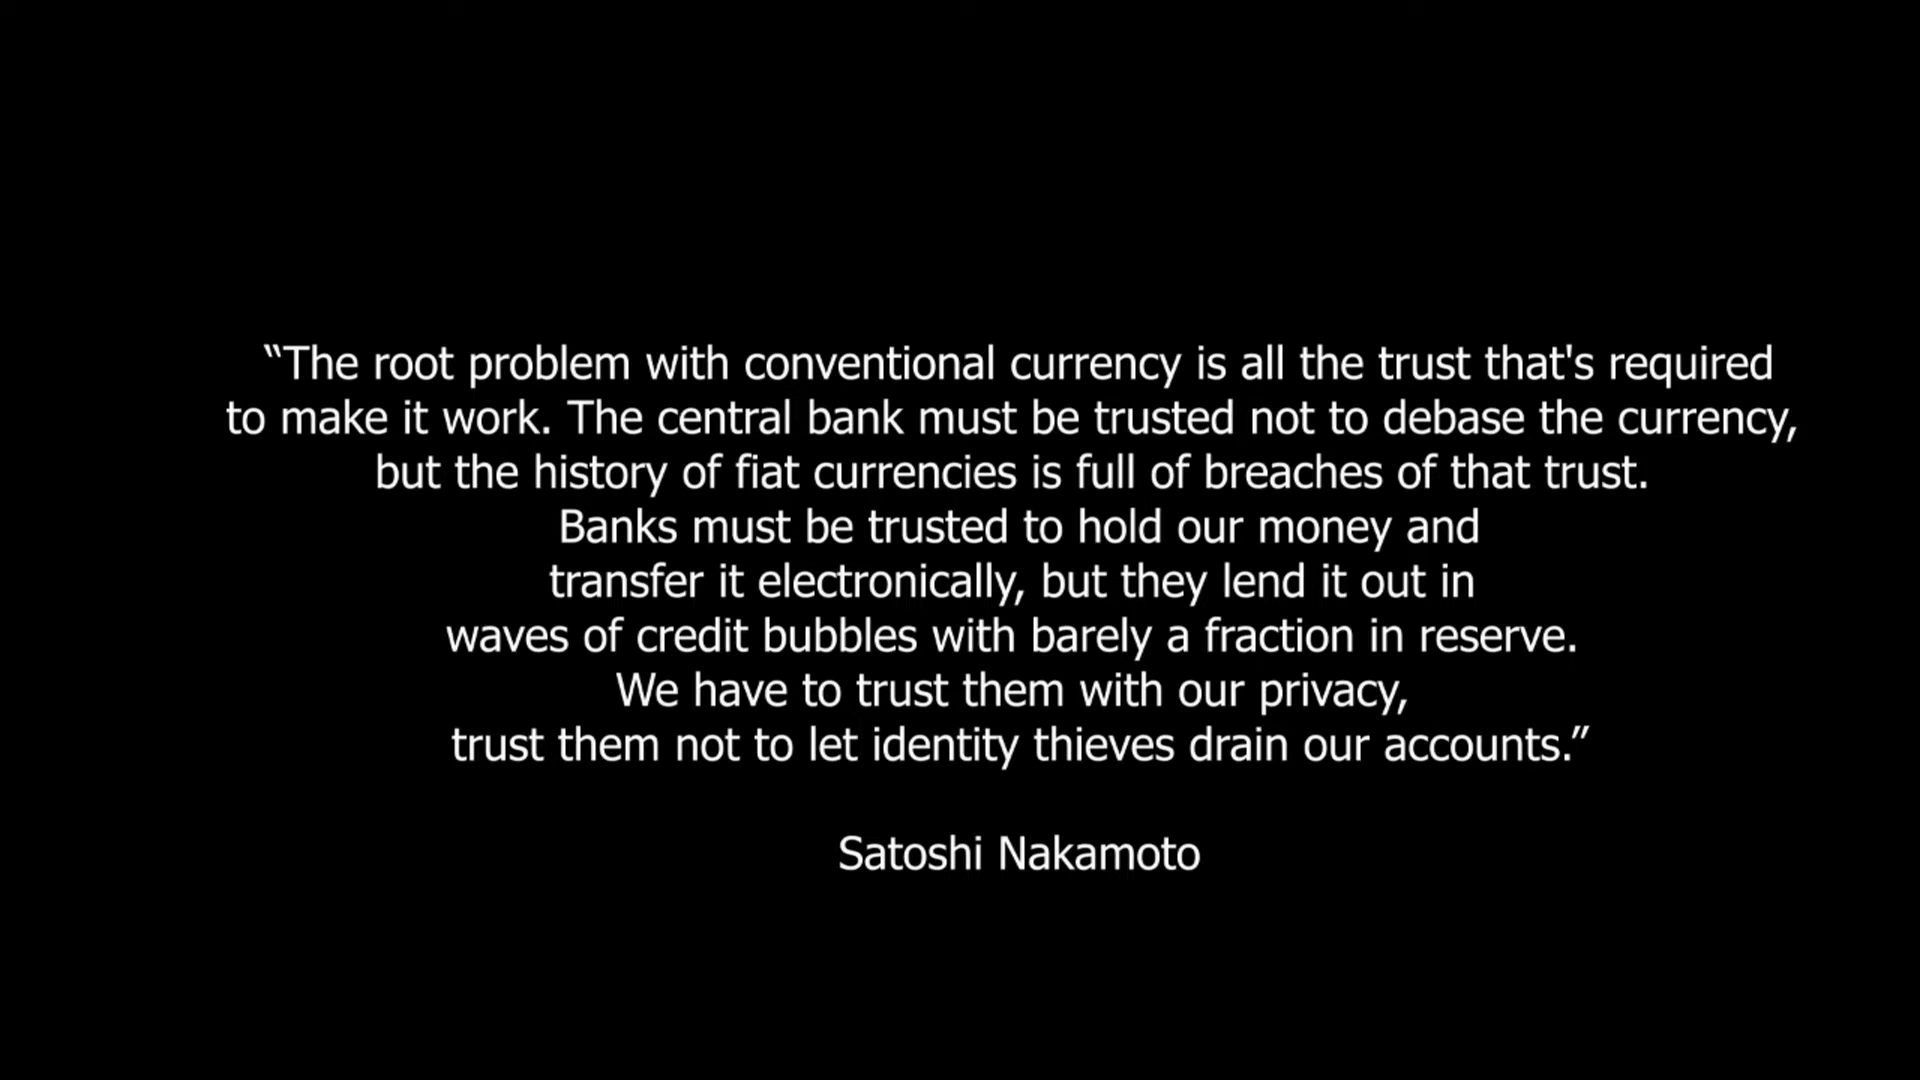 “The root problem with conventional currency is all the trust that's required
to make it work. The central bank must be trusted not to debase the currency,
but the history of fiat currencies is full of breaches of that trust.
Banks must be trusted to hold our money and
transfer it electronically, but they lend it out in
waves of credit bubbles with barely a fraction in reserve.
We have to trust them with our privacy,
trust them not to let identity thieves drain our accounts.”
Satoshi Nakamoto